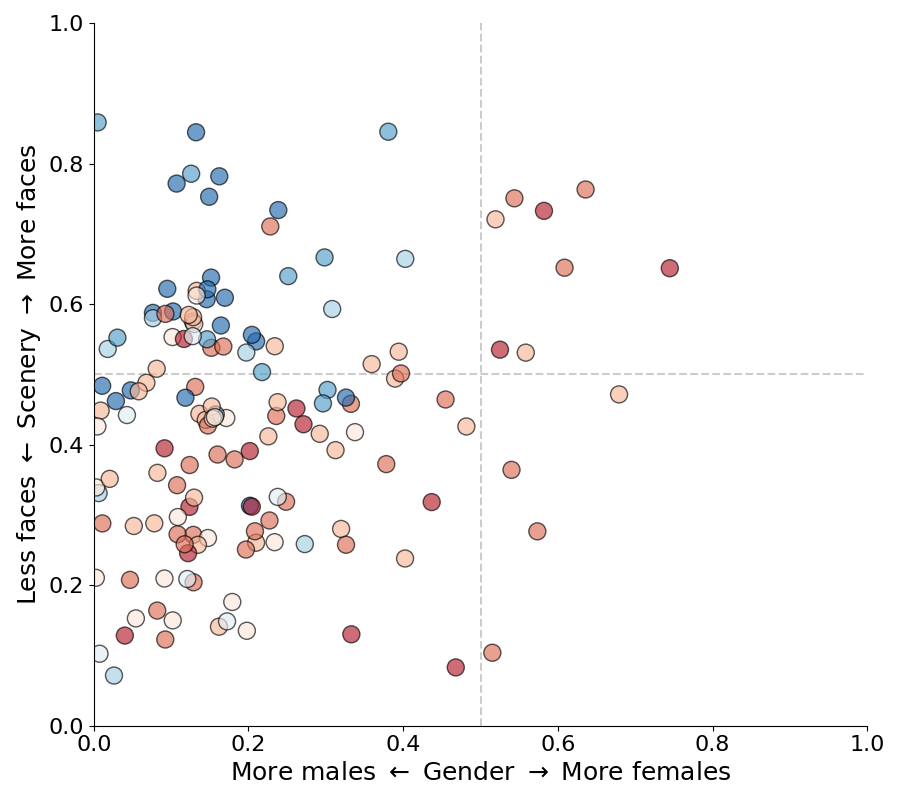 1.0
0.8
0.6
0.4
0.2
0.0
Less faces ← Scenery → More faces
0.0 0.2 0.4 0.6 0.8 1.0
More males ← Gender → More females